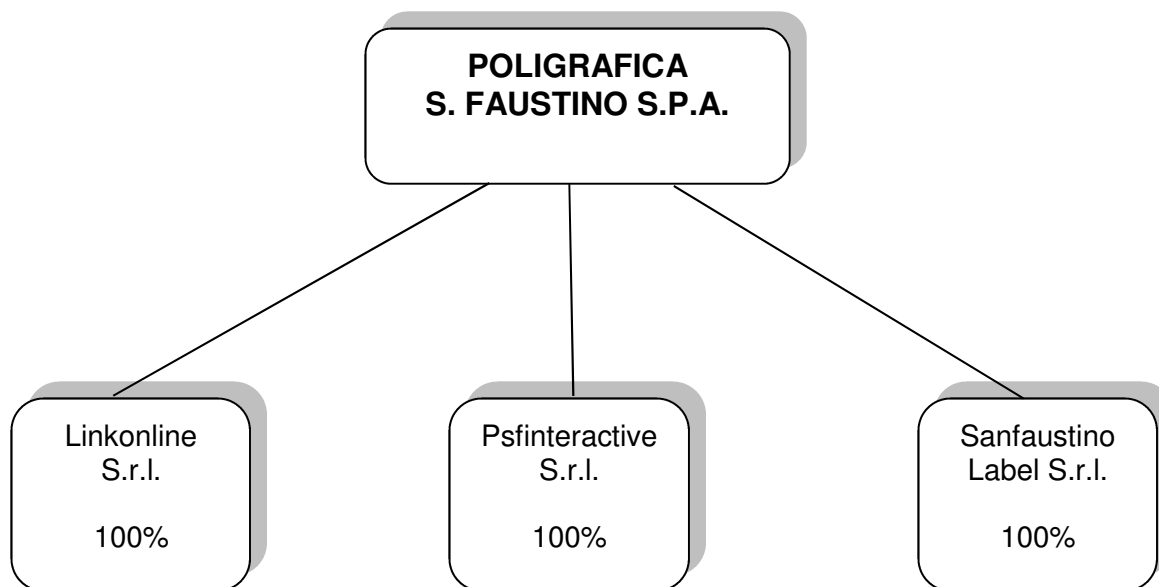 POLIGRAFICA
S. FAUSTINO S.P.A.
Linkonline
S.r.l.
100%
Psfinteractive
S.r.l.
100%
Sanfaustino
Label S.r.l.
100%